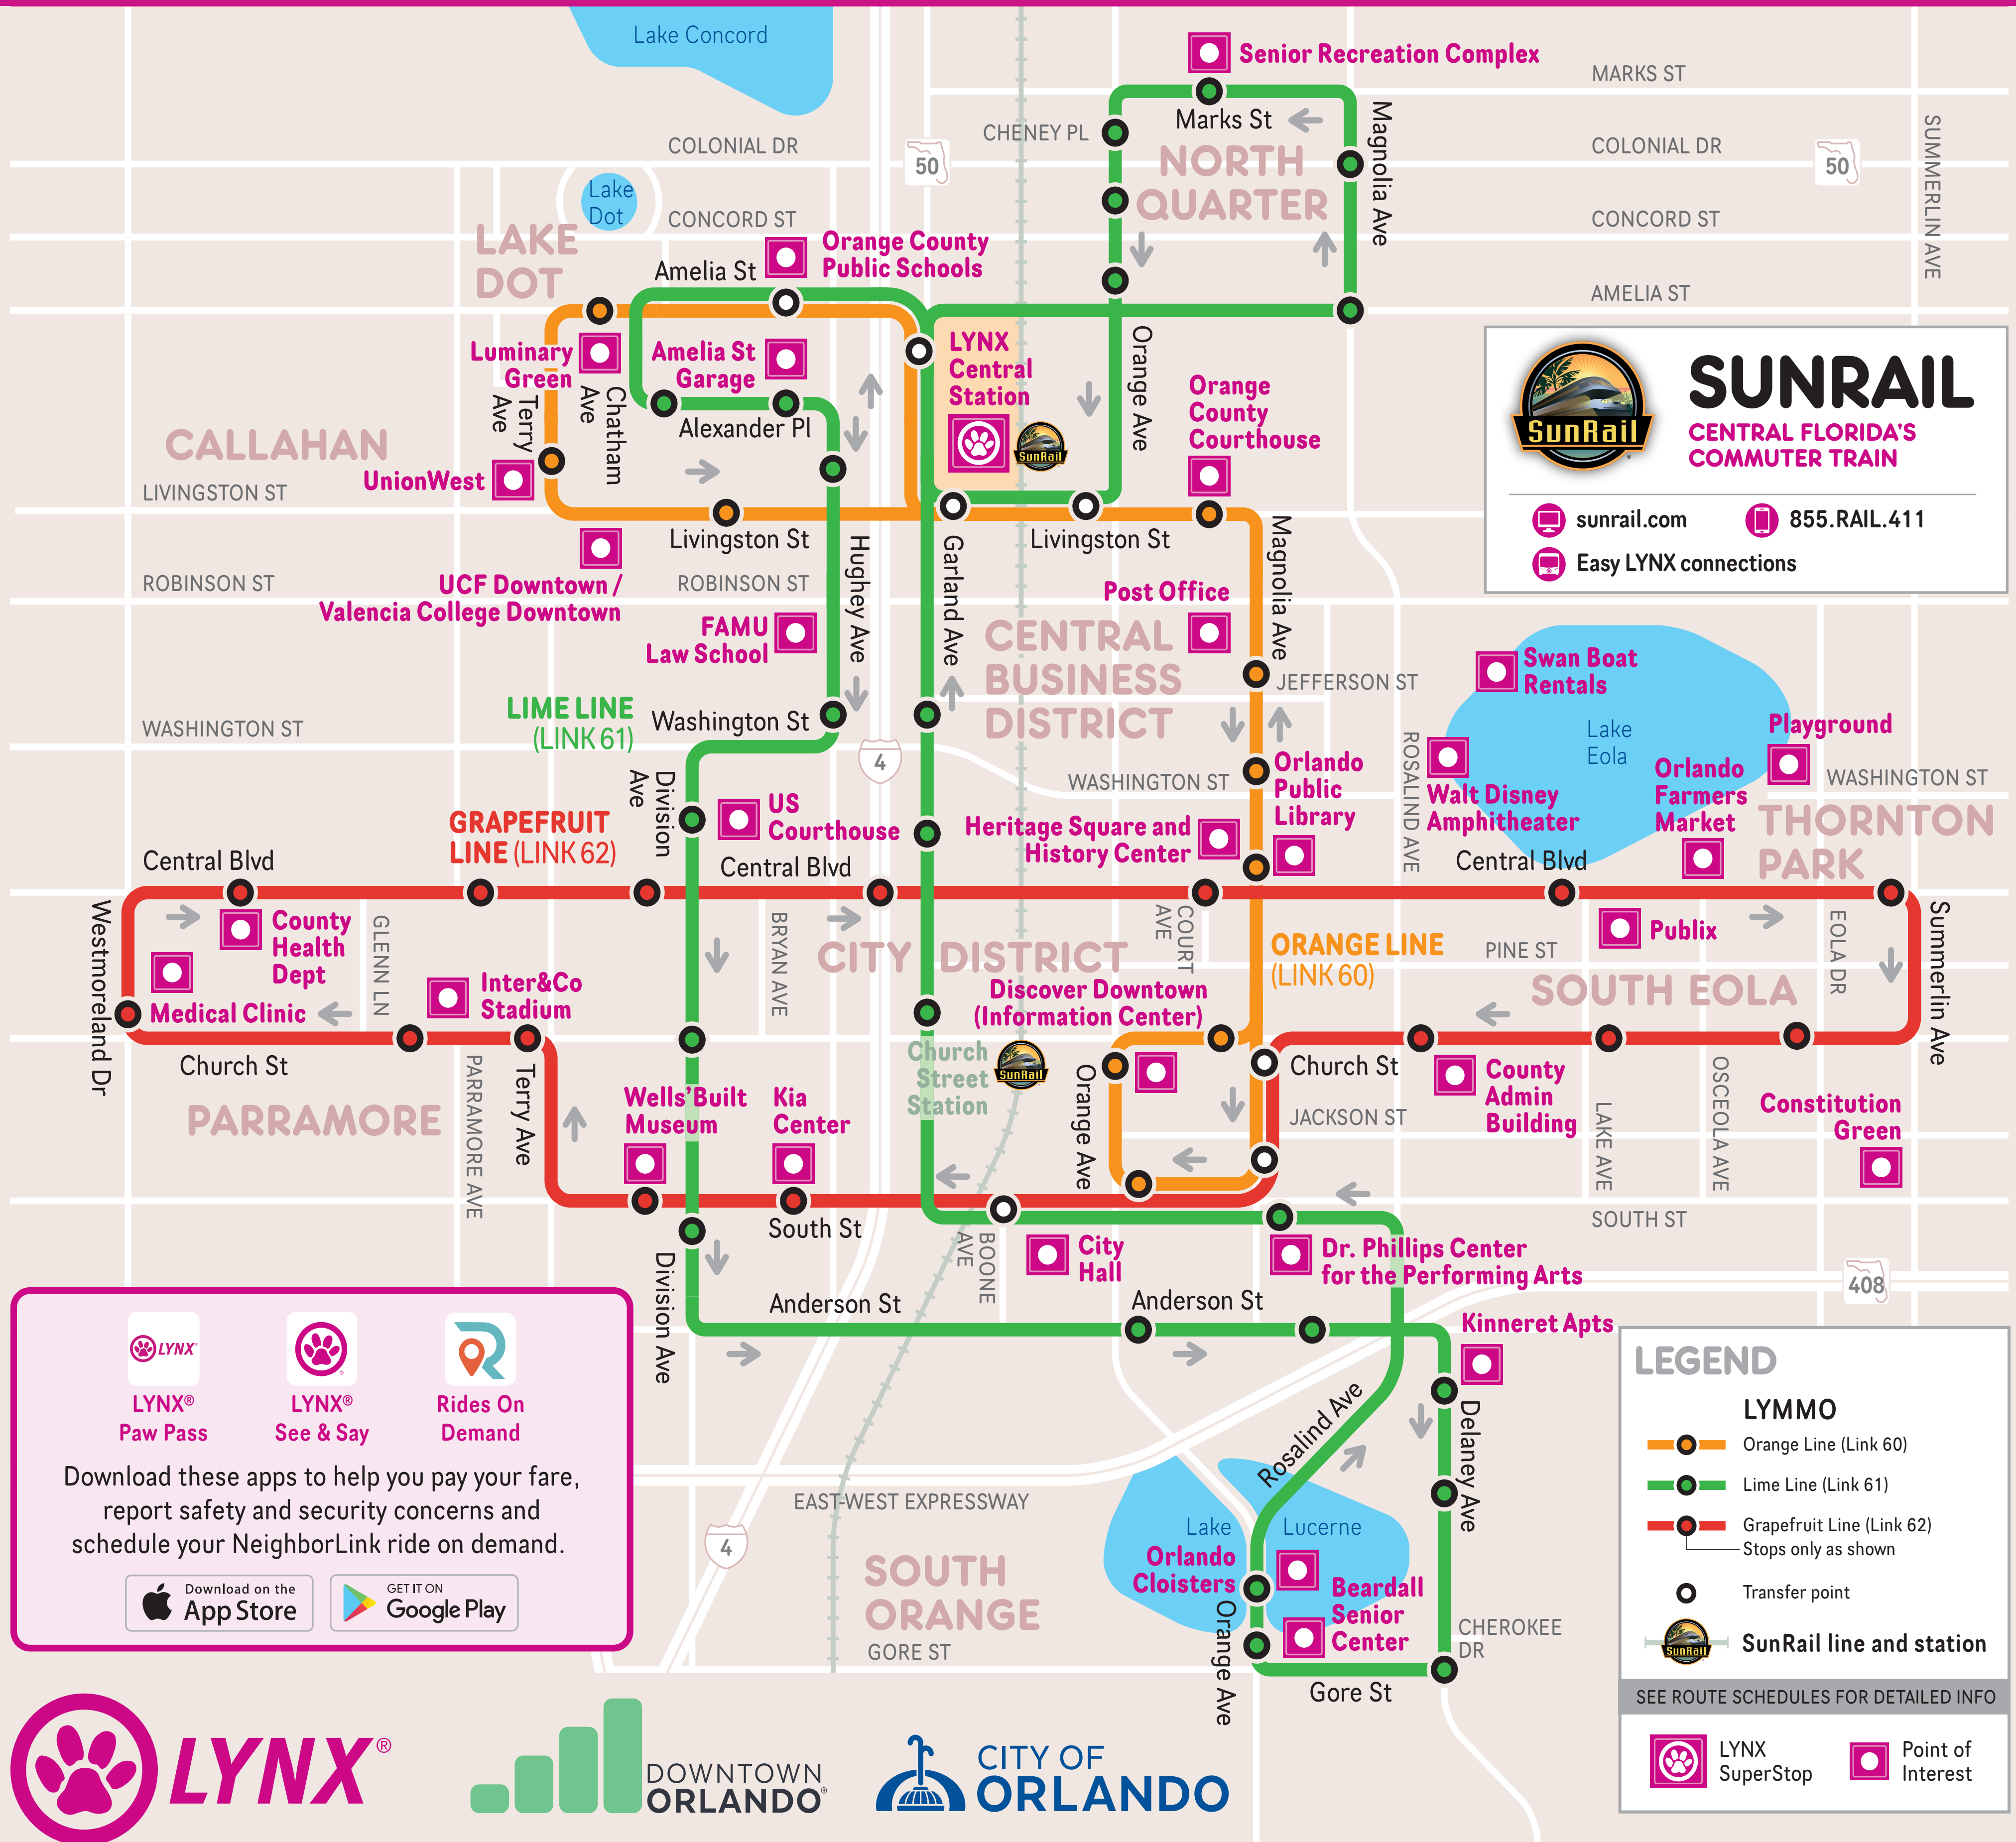 Lake Concord
Senior Recreation Complex
MARKS ST
Marks St
CHENEY PL
Magnolia Ave
SUMMERLIN AVE
COLONIAL DR
50
COLONIAL DR
50
NORTH
QUARTER
Lake
Dot
CONCORD ST
CONCORD ST
LAKE
DOT
Orange County
Public Schools
Amelia St
AMELIA ST
Luminary
Green
Amelia St
Garage
LYNX
Central
Station
SunRail
Orange Ave
Orange
County
Courthouse
Terry
Ave
Chatham
Ave
Alexander Pl
CALLAHAN
UnionWest
LIVINGSTON ST
Livingston St
Livingston St
SunRail
SUNRAIL
CENTRAL FLORIDA'S
COMMUTER TRAIN
sunrail.com
855.RAIL.411
Easy LYNX connections
UCF Downtown /
Valencia College Downtown
ROBINSON ST
ROBINSON ST
Hughey Ave
Garland Ave
Magnolia Ave
Post Office
FAMU
Law School
CENTRAL
BUSINESS
DISTRICT
JEFFERSON ST
Swan Boat
Rentals
Lake
Eola
Playground
LIME LINE
(LINK 61)
Washington St
WASHINGTON ST
4
WASHINGTON ST
WASHINGTON ST
ROSALIND AVE
Orlando
Public
Library
Walt Disney
Amphitheater
Orlando
Farmers
Market
THORNTON
PARK
Division
Ave
US
Courthouse
Heritage Square and
History Center
GRAPEFRUIT
LINE (LINK 62)
Central Blvd
Central Blvd
Central Blvd
Westmoreland Dr
County
Health
Dept
GLENN LN
Medical Clinic
Inter&Co
Stadium
BRYAN AVE
CITY DISTRICT
COURT
AVE
ORANGE LINE
(LINK 60)
PINE ST
Publix
EOLA DR
SOUTH EOLA
Summerlin Ave
Discover Downtown
(Information Center)
Church St
PARRAMORE
PARRAMORE AVE
Terry Ave
Wells'Built
Museum
Kia
Center
Church
Street
Station
SunRail
Orange Ave
Church St
JACKSON ST
County
Admin
Building
LAKE AVE
OSCEOLA AVE
Constitution
Green
South St
SOUTH ST
BOONE
AVE
City
Hall
Dr. Phillips Center
for the Performing Arts
408
Division Ave
Anderson St
Anderson St
Kinneret Apts
Rosalind Ave
Delaney Ave
EAST-WEST EXPRESSWAY
4
Lake
Lucerne
Orlando
Cloisters
Beardall
Senior
Center
Orange Ave
SOUTH
ORANGE
GORE ST
CHEROKEE
DR
Gore St
LYNX®
LYNX®
Paw Pass
LYNX®
See & Say
Rides On
Demand
Download these apps to help you pay your fare,
report safety and security concerns and
schedule your NeighborLink ride on demand.
Download on the
App Store
GET IT ON
Google Play
LEGEND
LYMMO
Orange Line (Link 60)
Lime Line (Link 61)
Grapefruit Line (Link 62)
Stops only as shown
Transfer point
SunRail
SunRail line and station
SEE ROUTE SCHEDULES FOR DETAILED INFO
LYNX
SuperStop
Point of
Interest
LYNX®
DOWNTOWN
ORLANDO®
CITY OF
ORLANDO